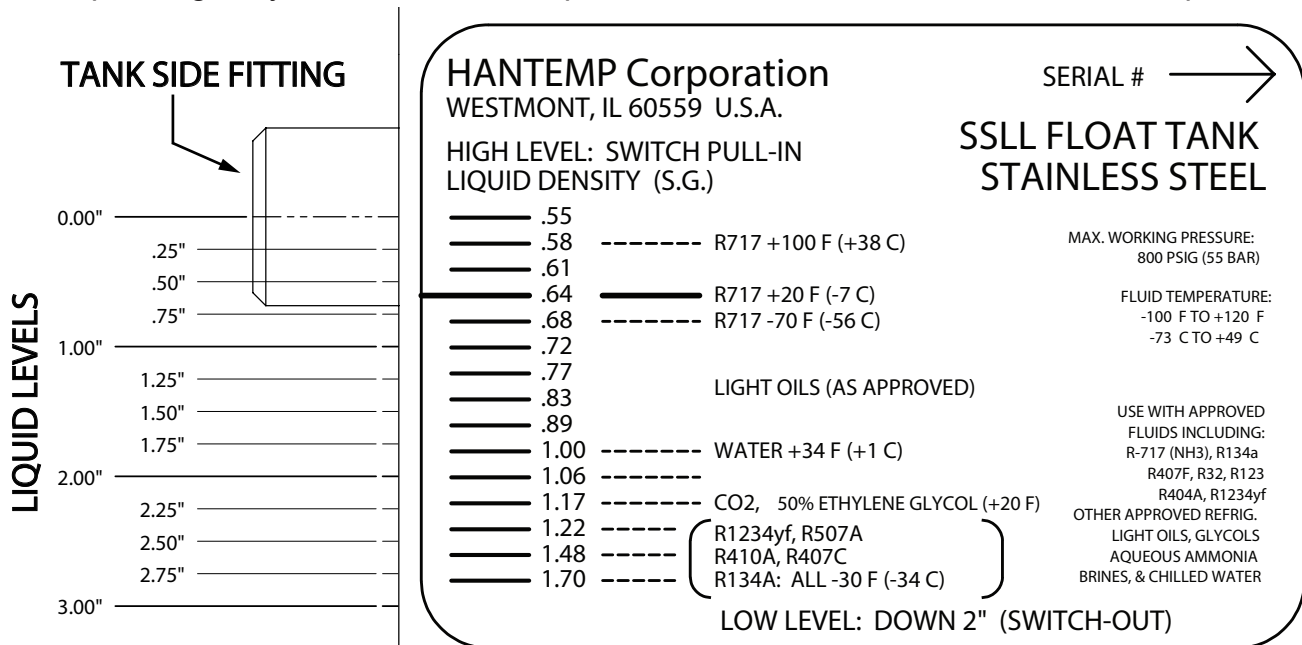 TANK SIDE FITTING
LIQUID LEVELS
0.00"
.25"
.50"
.75"
1.00"
1.25"
1.50"
1.75"
2.00"
2.25"
2.50"
2.75"
3.00"
HANTEMP Corporation
WESTMONT, IL 60559 U.S.A.
HIGH LEVEL: SWITCH PULL-IN
LIQUID DENSITY (S.G.)
.55
.58 R717 +100 F (+38 C)
.61
.64 R717 +20 F (-7 C)
.68 R717 -70 F (-56 C)
.72
.77
LIGHT OILS (AS APPROVED)
.83
.89
1.00 WATER +34 F (+1 C)
1.06
1.17 CO2, 50% ETHYLENE GLYCOL (+20 F)
1.22 R1234yf, R507A
1.48 R410A, R407C
1.70 R134A: ALL -30 F (-34 C)
LOW LEVEL: DOWN 2" (SWITCH-OUT)
SERIAL #
SSLL FLOAT TANK
STAINLESS STEEL
MAX. WORKING PRESSURE:
800 PSIG (55 BAR)
FLUID TEMPERATURE:
-100 F TO +120 F
-73 C TO +49 C
USE WITH APPROVED
FLUIDS INCLUDING:
R-717 (NH3), R134a
R407F, R32, R123
R404A, R1234yf
OTHER APPROVED REFRIG.
LIGHT OILS, GLYCOLS
AQUEOUS AMMONIA
BRINES, & CHILLED WATER